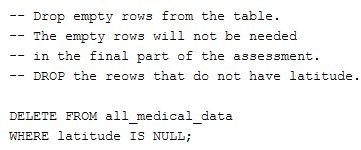 -- Drop empty rows from the table.
-- The empty rows will not be needed
-- in the final part of the assessment.
-- DROP the reows that do not have latitude.
DELETE FROM all_medical_data
WHERE latitude IS NULL;